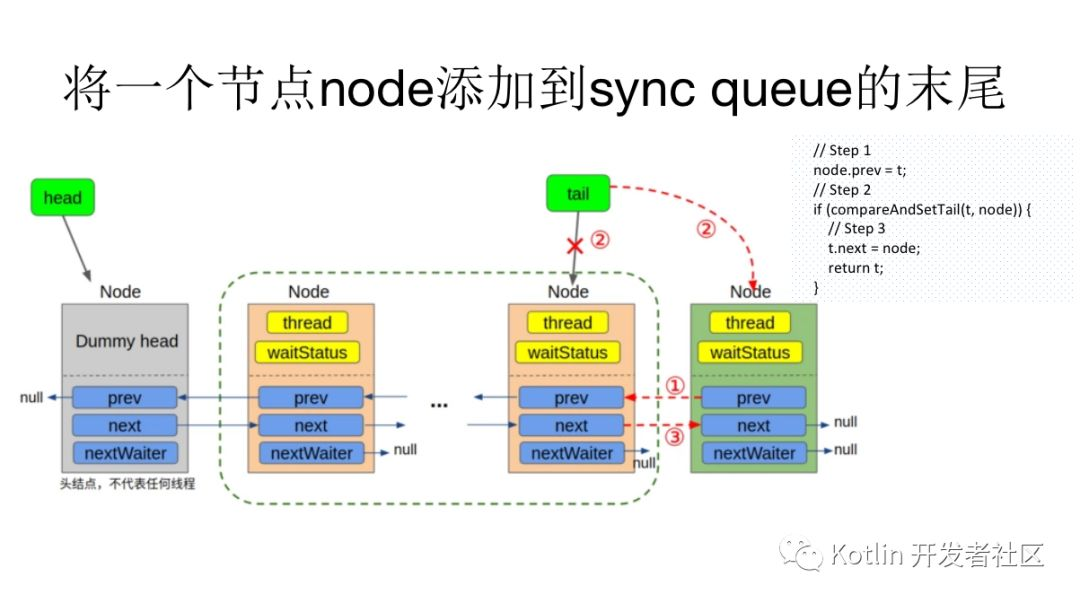 将一个节点node添加到sync queue的末尾
// Step 1
node.prev = t;
// Step 2
if (compareAndSetTail(t, node)) {
// Step 3
t.next = node;
return t;
}
head
tail
②
②
Node
Node
Node
Node
Dummy head
thread
thread
thread
waitStatus
waitStatus
waitStatus
null
prev
prev
...
prev
①
prev
next
next
next
③
next
null
nextWaiter
nextWaiter
null
nextWaiter
null
nextWaiter
null
头结点，不代表任何线程
Kotlin 开发者社区